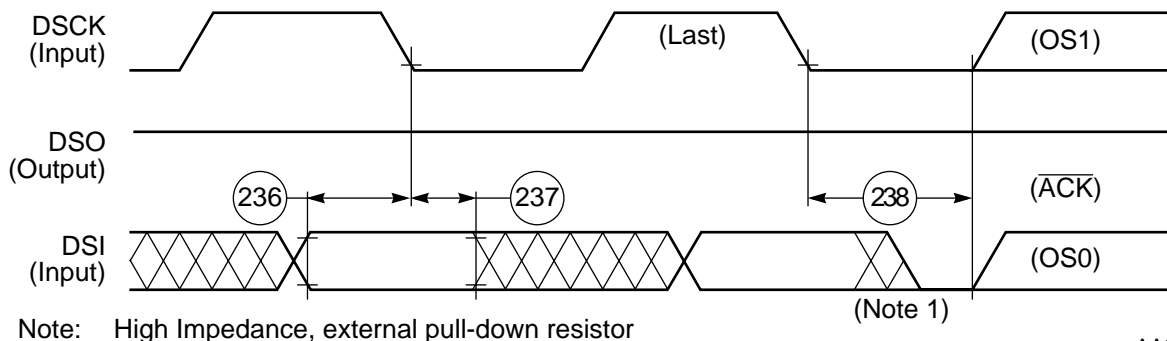 DSCK
(Input)
(Last)
(OS1)
DSO
(Output)
236
237
238
(ACK)
DSI
(Input)
(OS0)
(Note 1)
Note: High Impedance, external pull-down resistor